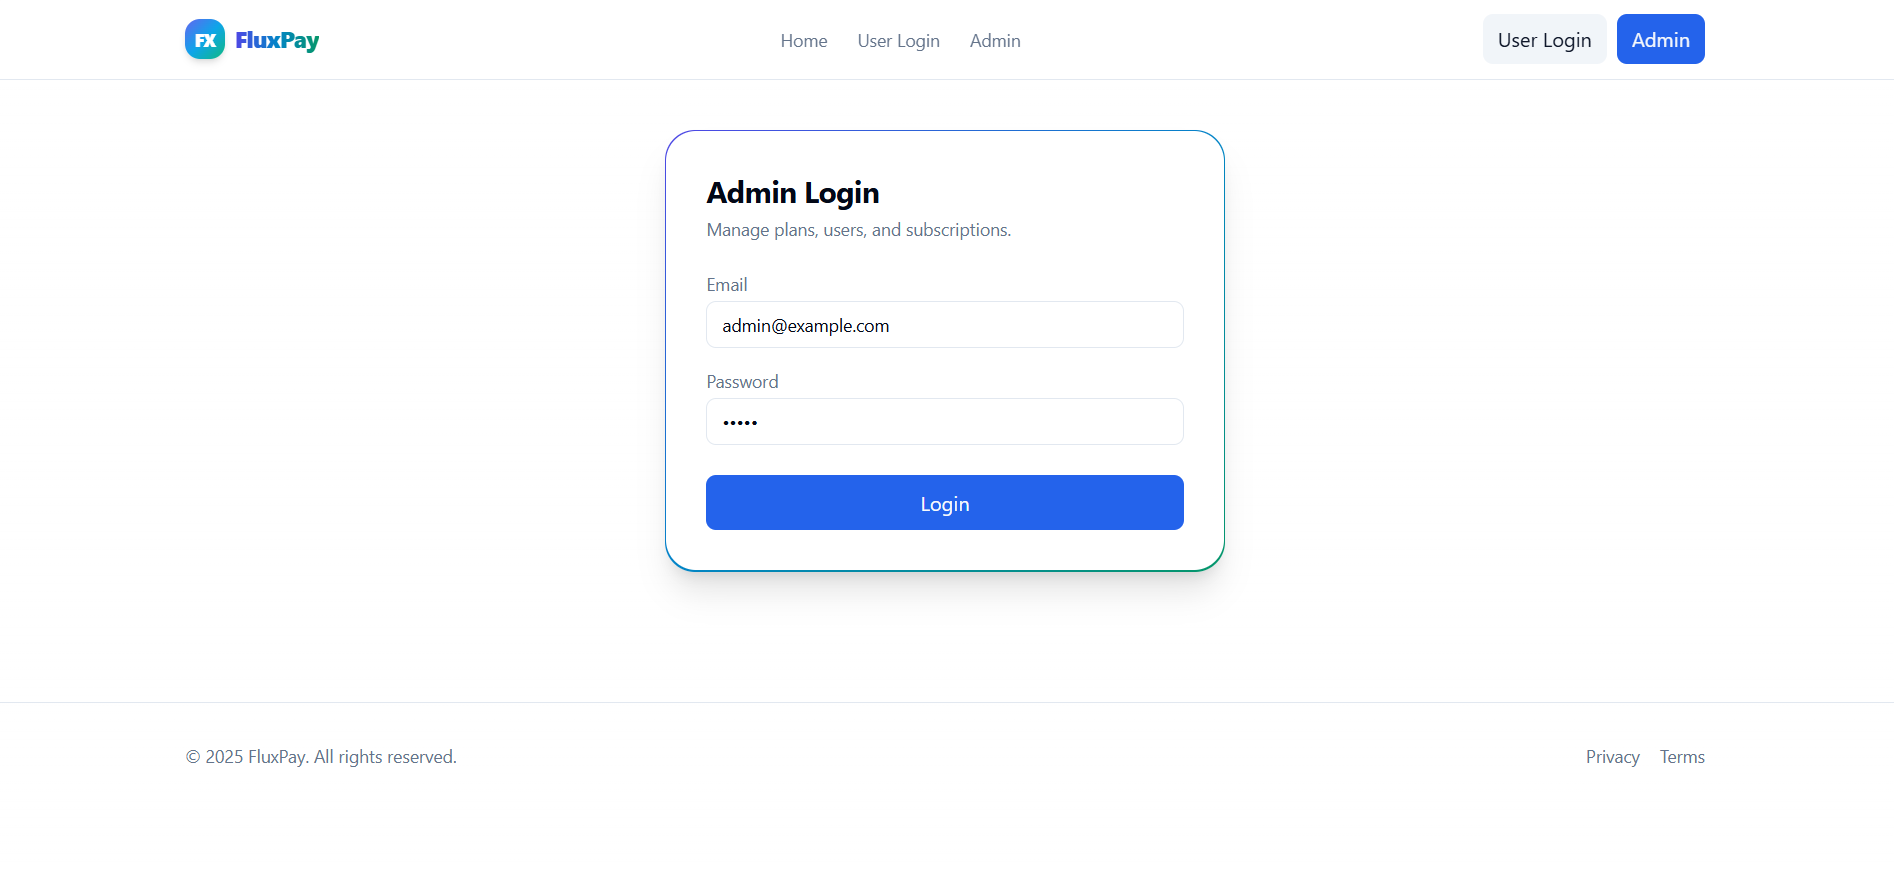 FX FluxPay
Home User Login Admin
User Login Admin
Admin Login
Manage plans, users, and subscriptions.
Email
admin@example.com
Password
•••••
Login
© 2025 FluxPay. All rights reserved.
Privacy Terms